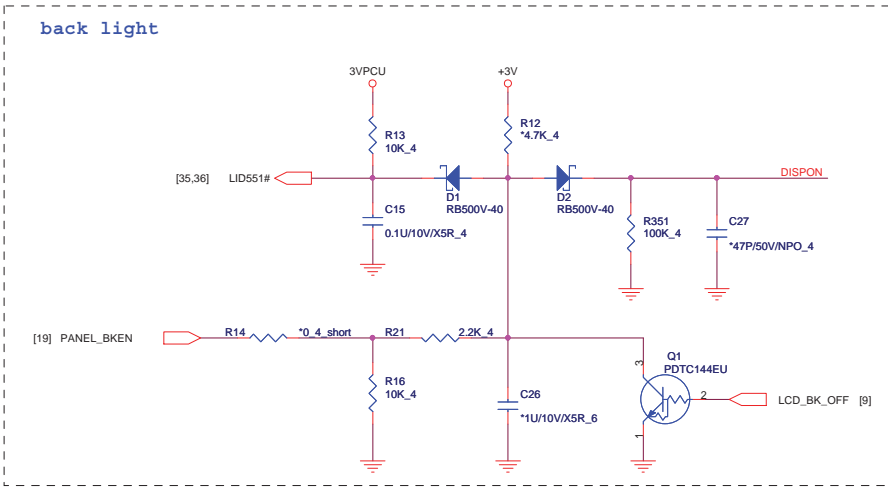 back light
3VPCU
+3V
R13
10K_4
R12
*4.7K_4
[35,36] LID551#
D1
RB500V-40
D2
RB500V-40
DISPON
C15
0.1U/10V/X5R_4
R351
100K_4
C27
*47P/50V/NPO_4
[19] PANEL_BKEN
R14
*0_4_short
R21
2.2K_4
R16
10K_4
C26
*1U/10V/X5R_6
Q1
PDTC144EU
3
2
1
LCD_BK_OFF [9]